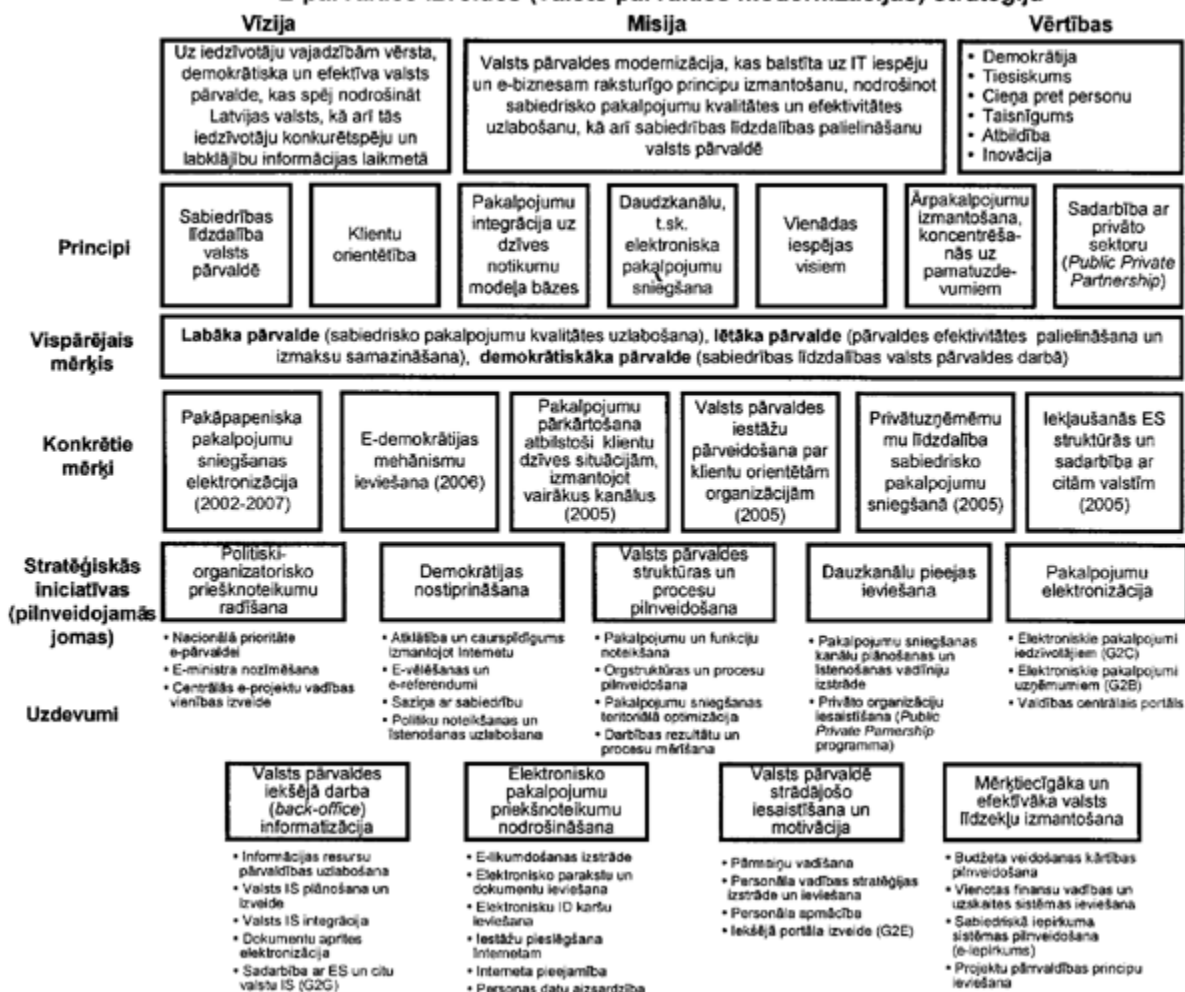 Vīzija
Misija
Vērtības
Uz iedzīvotāju vajadzībām vērsta,
demokrātiska un efektīva valsts
pārvalde, kas spēj nodrošināt
Latvijas valsts, kā arī tās
iedzīvotāju konkurētspēju un
labklājību informācijas laikmetā
Valsts pārvaldes modernizācija, kas balstīta uz IT iespēju
un e-biznesam raksturīgo principu izmantošanu, nodrošinot
sabiedrisko pakalpojumu kvalitātes un efektivitātes
uzlabošanu, kā arī sabiedrības līdzdalības palielināšanu
valsts pārvaldē
• Demokrātija
• Tiesiskums
• Cieņa pret personu
• Taisnīgums
• Atbildība
• Inovācija
Principi
Sabiedrības
līdzdalība
valsts
pārvaldē
Klientu
orientētība
Pakalpojumu
integrācija uz
dzīves
notikumu
modeļa bāzes
Daudzkanālu,
t.sk.
elektroniska
pakalpojumu
sniegšana
Vienādas
iespējas
visiem
Ārpakalpojumu
izmantošana,
koncentrēša-
nās uz
pamatuzde-
vumiem
Sadarbība ar
privāto
sektoru
(Public Private
Partnership)
Vispārējais
mērķis
Labāka pārvalde (sabiedrisko pakalpojumu kvalitātes uzlabošana), lētāka pārvalde (pārvaldes efektivitātes palielināšana un
izmaksu samazināšana), demokrātiskāka pārvalde (sabiedrības līdzdalības valsts pārvaldes darbā)
Konkrētie
mērķi
Pakāpapeniska
pakalpojumu
sniegšanas
elektronizācija
(2002-2007)
E-demokrātijas
mehānismu
ieviešana (2006)
Pakalpojumu
pārkārtošana
atbilstoši klientu
dzīves situācijām,
izmantojot
vairākus kanālus
(2005)
Valsts pārvaldes
iestāžu
pārveidošana par
klientu orientētām
organizācijām
(2005)
Privātuzņēmēmu
mu līdzdalība
sabiedrisko
pakalpojumu
sniegšanā (2005)
Iekļaušanās ES
struktūrās un
sadarbība ar
citām valstīm
(2005)
Stratēģiskās
iniciatīvas
(pilnveidojamās
jomas)
Politiski-
organizatorisko
priešknoteikumu
radīšana
Demokrātijas
nostiprināšana
Valsts pārvaldes
struktūras un
procesu
pilnveidošana
Dauzkanālu pieejas
ieviešana
Pakalpojumu
elektronizācija
Uzdevumi
• Nacionālā prioritāte
e-pārvaldei
• E-ministra nozīmēšana
• Centrālās e-projektu vadības
vienības izveide
• Atklātība un caurspīdīgums
izmantojot Internetu
• E-vēlēšanas un
e-referendumi
• Saziņa ar sabiedrību
• Politiku noteikšanas un
īstenošanas uzlabošana
• Pakalpojumu un funkciju
noteikšana
• Orgstruktūras un procesu
pilnveidošana
• Pakalpojumu sniegšanas
teritoriālā optimizācija
• Darbības rezultātu un
procesu mērīšana
• Pakalpojumu sniegšanas
kanālu plānošanas un
īstenošanas vadlīniju
izstrāde
• Privāto organizāciju
iesaistīšana (Public
Private Parnership
programma)
• Elektroniskie pakalpojumi
iedzīvotājiem (G2C)
• Elektroniskie pakalpojumi
uzņēmumiem (G2B)
• Valdības centrālais portāls
Valsts pārvaldes
iekšējā darba
(back-office)
informatizācija
Elektronisko
pakalpojumu
priekšnoteikumu
nodrošināšana
Valsts pārvaldē
strādājošo
iesaistīšana un
motivācija
Mērķtiecīgāka un
efektīvāka valsts
līdzekļu izmantošana
• Informācijas resursu
pārvaldības uzlabošana
• Valsts IS plānošana un
izveide
• Valsts IS integrācija
• Dokumentu aprites
elektronizācija
• Sadarbība ar ES un citu
valstu IS (G2G)
• E-likumdošanas izstrāde
• Elektronisko parakstu un
dokumentu ieviešana
• Elektronisku ID karšu
ieviešana
• Iestāžu pieslēgšana
Internetam
• Interneta pieejamība
• Personas datu aizsardzība
• Pārmaiņu vadīšana
• Personāla vadības stratēģijas
izstrāde un ieviešana
• Personāla apmācība
• Iekšējā portāla izveide (G2E)
• Budžeta veidošanas kārtības
pilnveidošana
• Vienotas finansu vadības un
uzskaites sistēmas ieviešana
• Sabiedriskā iepirkuma
sistēmas pilnveidošana
(e-iepirkums)
• Projektu pārvaldības principu
ieviešana